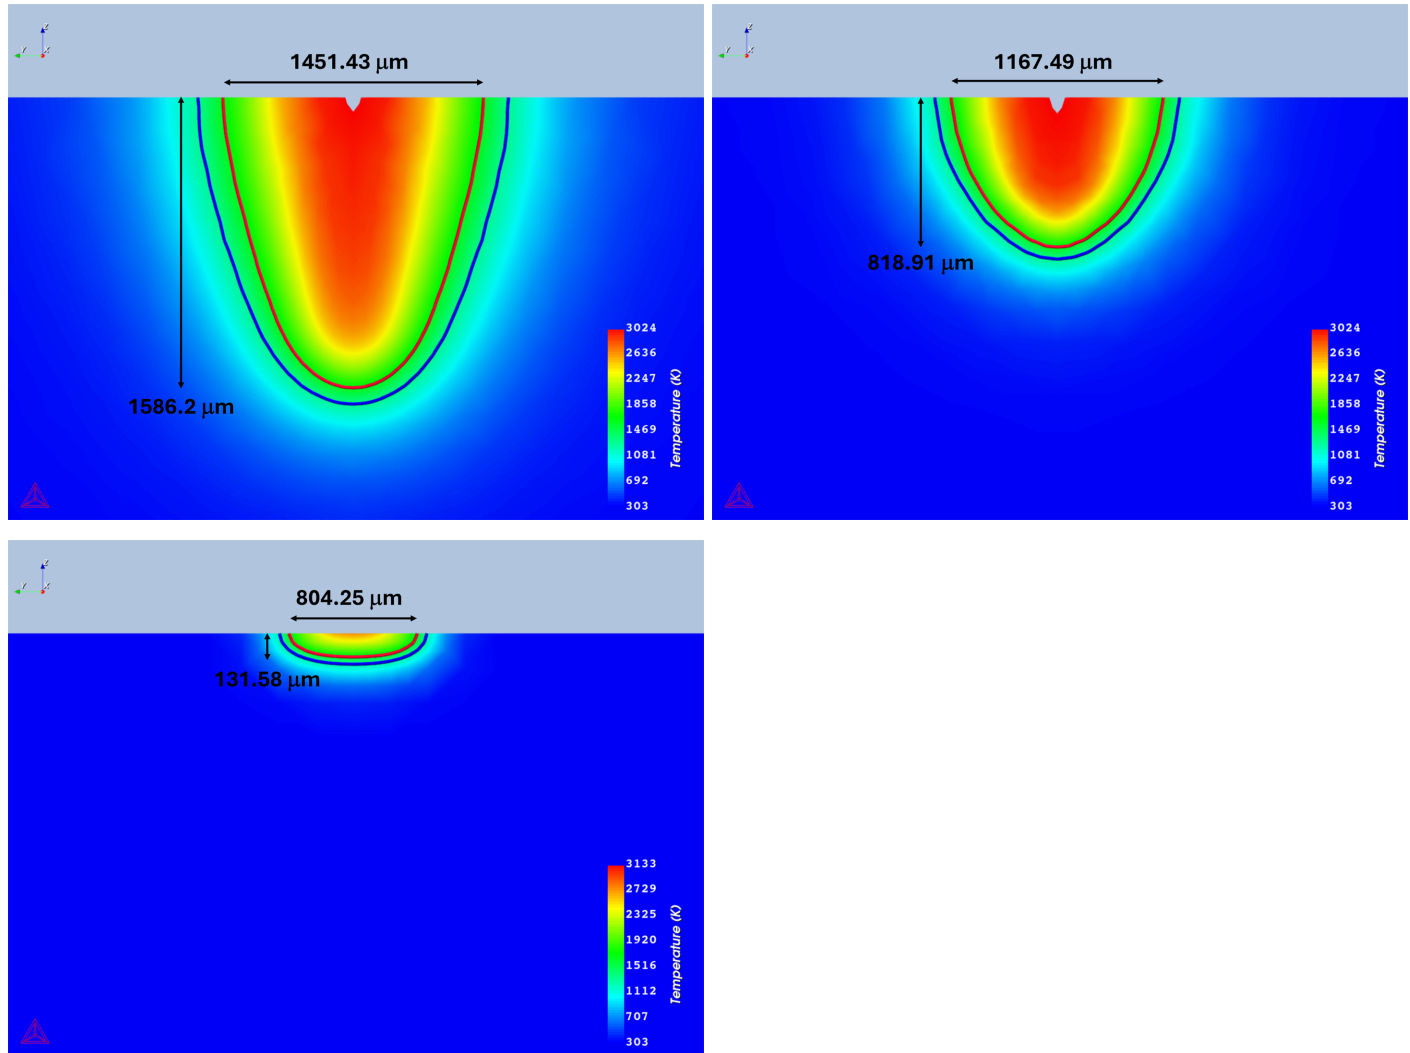 Z
Y
X
1451.43 μm
1586.2 μm
3024
2636
2247
1858
1469
1081
692
303
Temperature (K)
Z
Y
X
1167.49 μm
818.91 μm
3024
2636
2247
1858
1469
1081
692
303
Temperature (K)
Z
Y
X
804.25 μm
131.58 μm
3133
2729
2325
1920
1516
1112
707
303
Temperature (K)